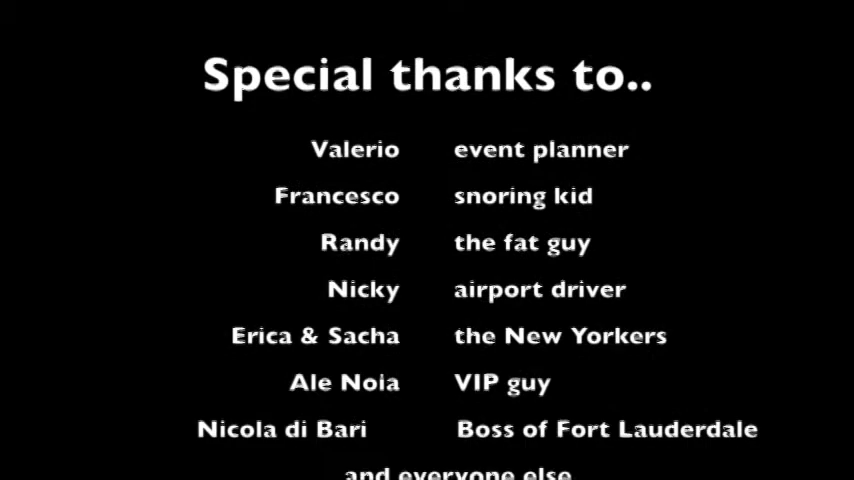 Special thanks to..
Valerio event planner
Francesco snoring kid
Randy the fat guy
Nicky airport driver
Erica & Sacha the New Yorkers
Ale Noia VIP guy
Nicola di Bari Boss of Fort Lauderdale
and everyone else